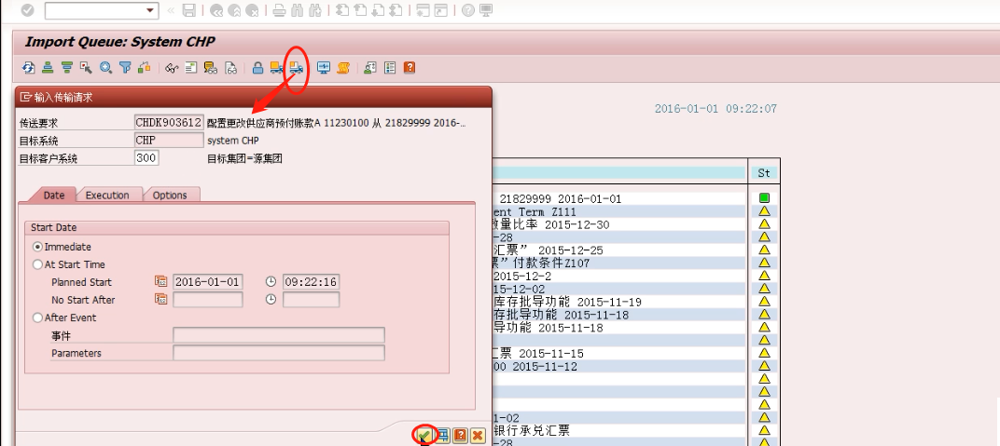 Import Queue: System CHP
输入传输请求
传送要求 CHDK903612 配置更改供应商预付账款A 11230100 从 21829999 2016-...
目标系统 CHP system CHP
目标客户系统 300 目标集团=源集团
Date Execution Options
Start Date
Immediate
At Start Time
Planned Start 2016-01-01 09:22:16
No Start After
After Event
事件
Parameters
2016-01-01 09:22:07
St
21829999 2016-01-01
ent Term Z111
数量比率 2015-12-30
-28
汇票” 2015-12-25
票”付款条件Z107
2015-12-2
15-12-02
库存批导功能 2015-11-19
存批导功能 2015-11-18
导功能 2015-11-18
汇票 2015-11-15
00 2015-11-12
1-02
银行承兑汇票
-28